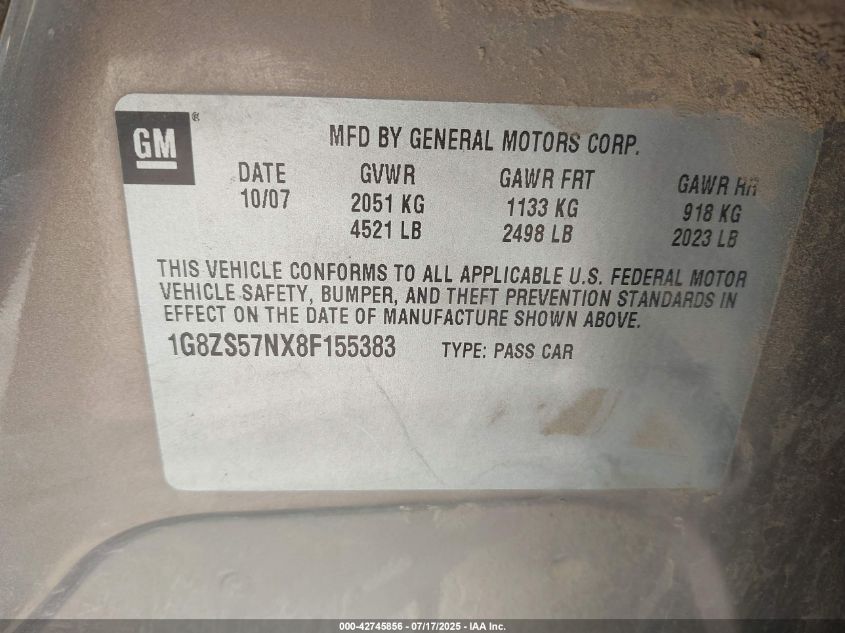 GM®
MFD BY GENERAL MOTORS CORP.
DATE GVWR GAWR FRT GAWR RR
10/07 2051 KG 1133 KG 918 KG
4521 LB 2498 LB 2023 LB
THIS VEHICLE CONFORMS TO ALL APPLICABLE U.S. FEDERAL MOTOR
VEHICLE SAFETY, BUMPER, AND THEFT PREVENTION STANDARDS IN
EFFECT ON THE DATE OF MANUFACTURE SHOWN ABOVE.
1G8ZS57NX8F155383 TYPE: PASS CAR
000-42745856 - 07/17/2025 - IAA Inc.